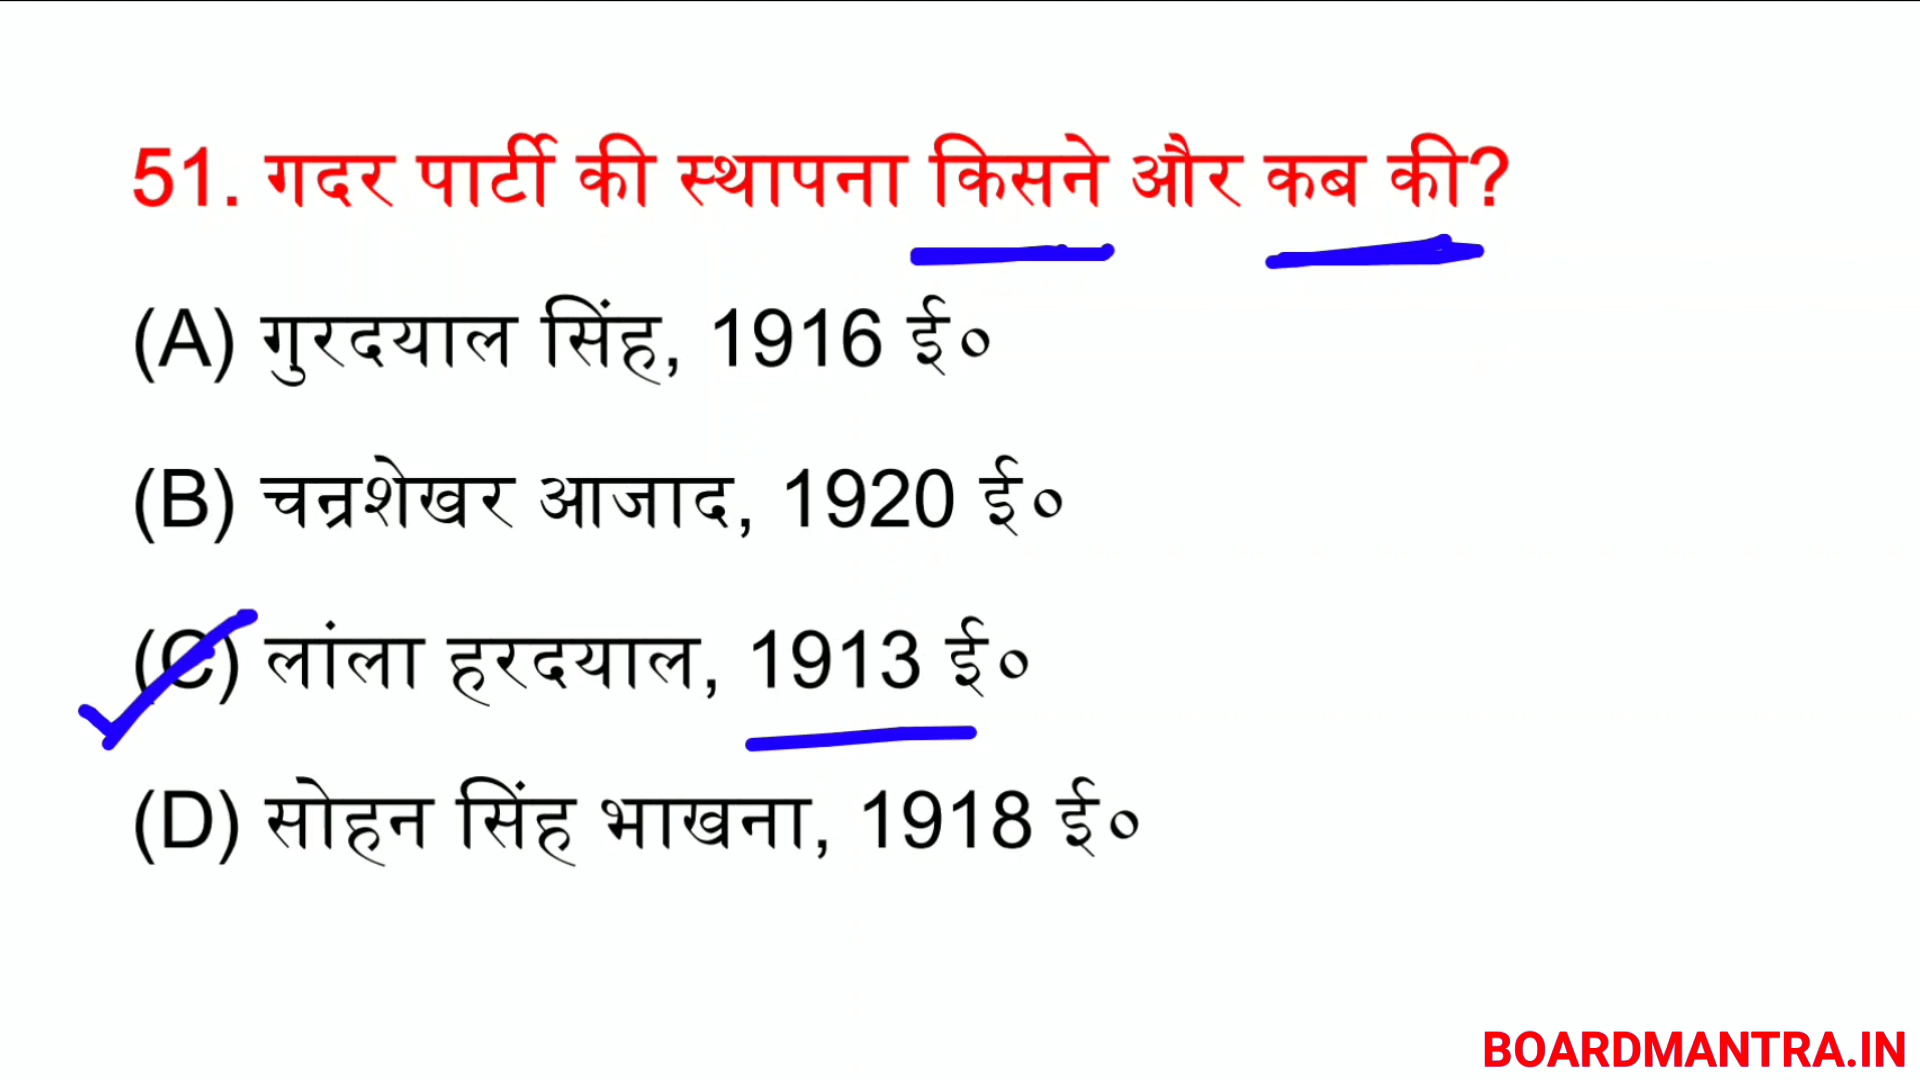 51. गदर पार्टी की स्थापना किसने और कब की?
(A) गुरदयाल सिंह, 1916 ई०
(B) चन्रशेखर आजाद, 1920 ई०
(C) लांला हरदयाल, 1913 ई०
(D) सोहन सिंह भाखना, 1918 ई०
BOARDMANTRA.IN